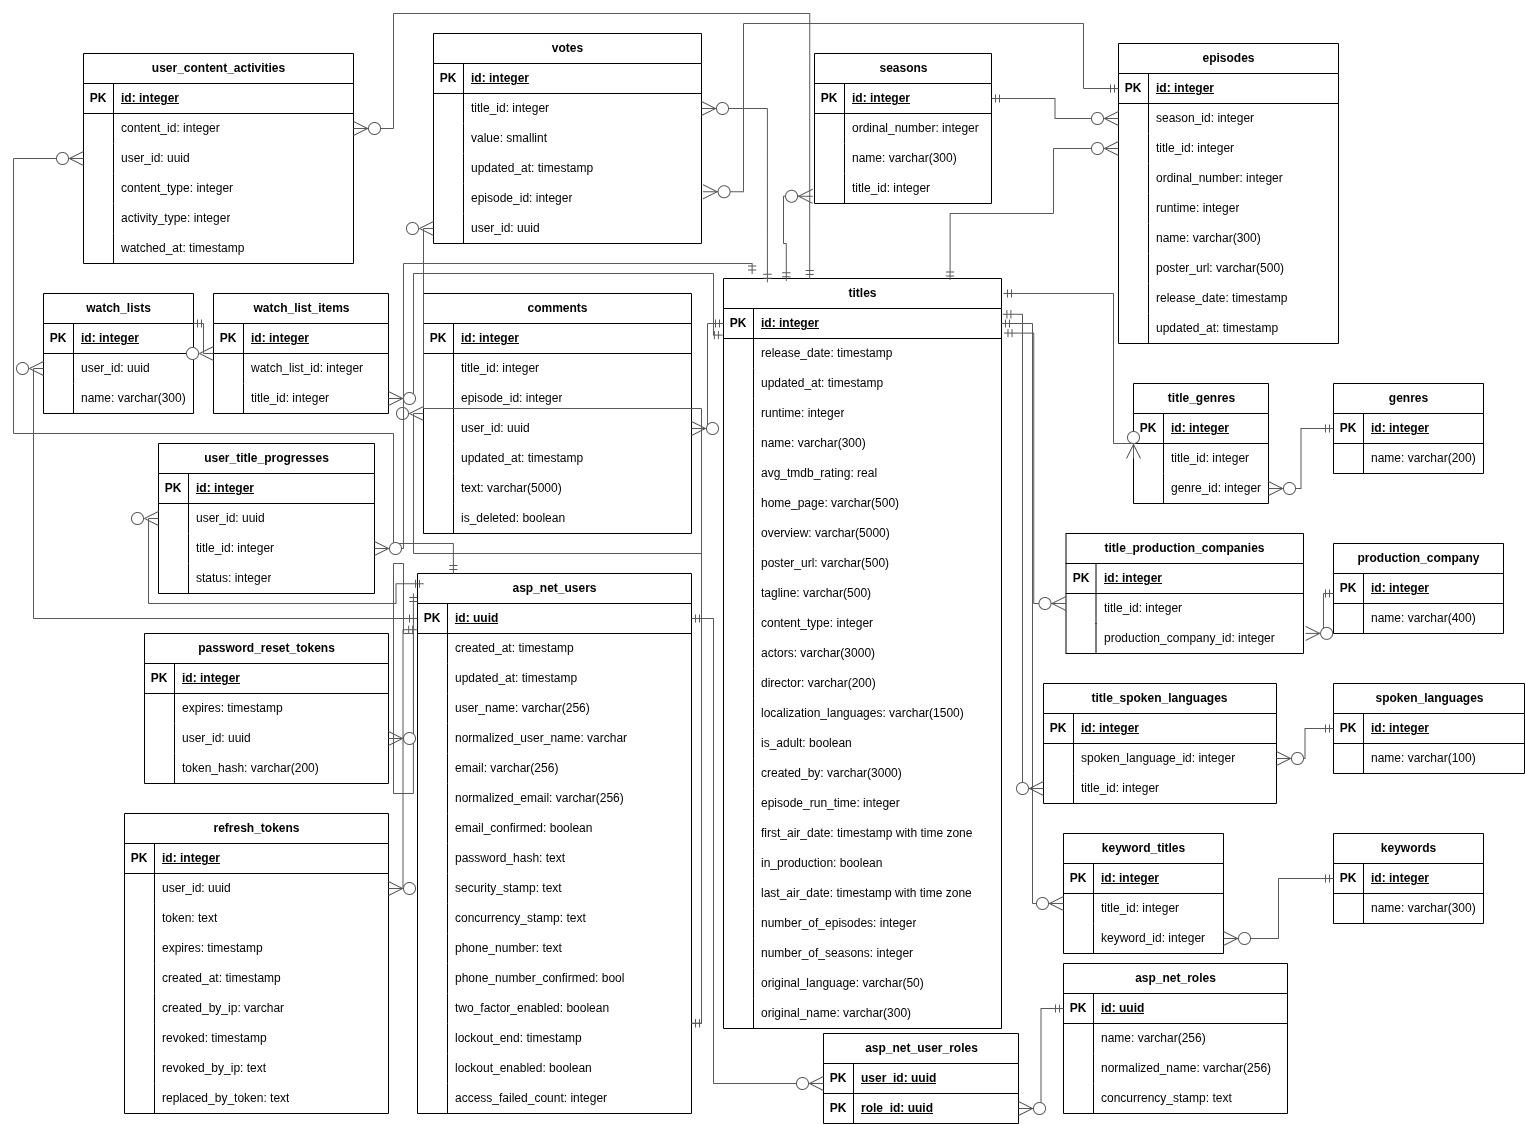 user_content_activities
PK id: integer
content_id: integer
user_id: uuid
content_type: integer
activity_type: integer
watched_at: timestamp
votes
PK id: integer
title_id: integer
value: smallint
updated_at: timestamp
episode_id: integer
user_id: uuid
seasons
PK id: integer
ordinal_number: integer
name: varchar(300)
title_id: integer
episodes
PK id: integer
season_id: integer
title_id: integer
ordinal_number: integer
runtime: integer
name: varchar(300)
poster_url: varchar(500)
release_date: timestamp
updated_at: timestamp
watch_lists
PK id: integer
user_id: uuid
name: varchar(300)
watch_list_items
PK id: integer
watch_list_id: integer
title_id: integer
comments
PK id: integer
title_id: integer
episode_id: integer
user_id: uuid
updated_at: timestamp
text: varchar(5000)
is_deleted: boolean
titles
PK id: integer
release_date: timestamp
updated_at: timestamp
runtime: integer
name: varchar(300)
avg_tmdb_rating: real
home_page: varchar(500)
overview: varchar(5000)
poster_url: varchar(500)
tagline: varchar(500)
content_type: integer
actors: varchar(3000)
director: varchar(200)
localization_languages: varchar(1500)
is_adult: boolean
created_by: varchar(3000)
episode_run_time: integer
first_air_date: timestamp with time zone
in_production: boolean
last_air_date: timestamp with time zone
number_of_episodes: integer
number_of_seasons: integer
original_language: varchar(50)
original_name: varchar(300)
title_genres
PK id: integer
title_id: integer
genre_id: integer
genres
PK id: integer
name: varchar(200)
user_title_progresses
PK id: integer
user_id: uuid
title_id: integer
status: integer
title_production_companies
PK id: integer
title_id: integer
production_company_id: integer
production_company
PK id: integer
name: varchar(400)
asp_net_users
PK id: uuid
created_at: timestamp
updated_at: timestamp
user_name: varchar(256)
normalized_user_name: varchar
email: varchar(256)
normalized_email: varchar(256)
email_confirmed: boolean
password_hash: text
security_stamp: text
concurrency_stamp: text
phone_number: text
phone_number_confirmed: bool
two_factor_enabled: boolean
lockout_end: timestamp
lockout_enabled: boolean
access_failed_count: integer
password_reset_tokens
PK id: integer
expires: timestamp
user_id: uuid
token_hash: varchar(200)
title_spoken_languages
PK id: integer
spoken_language_id: integer
title_id: integer
spoken_languages
PK id: integer
name: varchar(100)
refresh_tokens
PK id: integer
user_id: uuid
token: text
expires: timestamp
created_at: timestamp
created_by_ip: varchar
revoked: timestamp
revoked_by_ip: text
replaced_by_token: text
keyword_titles
PK id: integer
title_id: integer
keyword_id: integer
keywords
PK id: integer
name: varchar(300)
asp_net_user_roles
PK user_id: uuid
PK role_id: uuid
asp_net_roles
PK id: uuid
name: varchar(256)
normalized_name: varchar(256)
concurrency_stamp: text